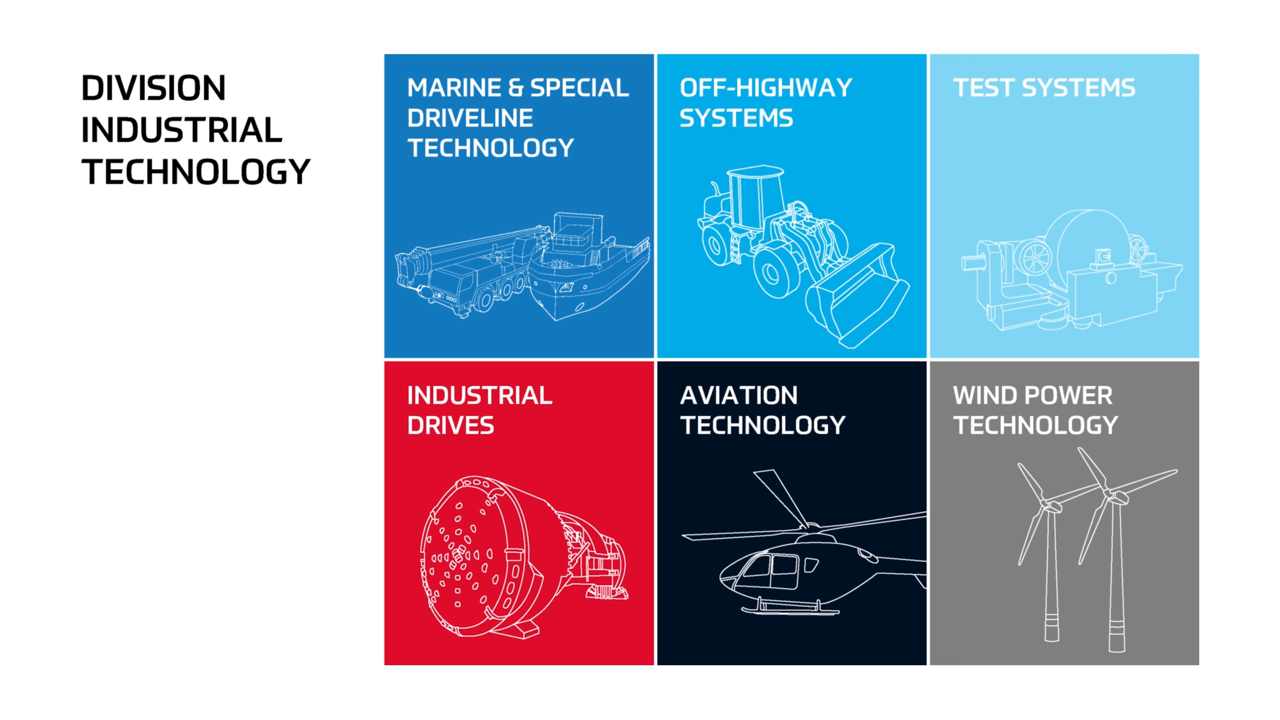 DIVISION
INDUSTRIAL
TECHNOLOGY
MARINE & SPECIAL
DRIVELINE
TECHNOLOGY
OFF-HIGHWAY
SYSTEMS
TEST SYSTEMS
INDUSTRIAL
DRIVES
AVIATION
TECHNOLOGY
WIND POWER
TECHNOLOGY